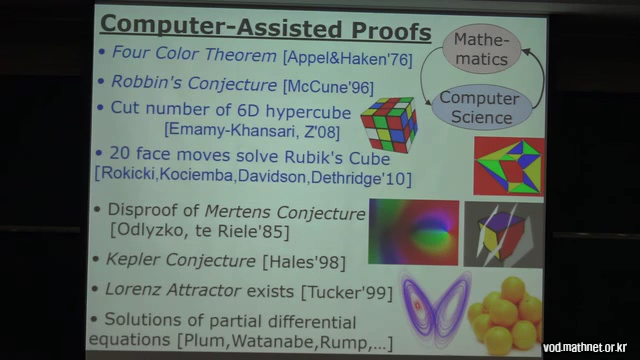 Computer-Assisted Proofs
Mathe-
matics
Computer
Science
• Four Color Theorem [Appel&Haken'76]
• Robbin's Conjecture [McCune'96]
• Cut number of 6D hypercube
[Emamy-Khansari, Z'08]
• 20 face moves solve Rubik's Cube
[Rokicki,Kociemba,Davidson,Dethridge'10]
• Disproof of Mertens Conjecture
[Odlyzko, te Riele'85]
• Kepler Conjecture [Hales'98]
• Lorenz Attractor exists [Tucker'99]
• Solutions of partial differential
equations [Plum,Watanabe,Rump,...]
vod.mathnet.or.kr